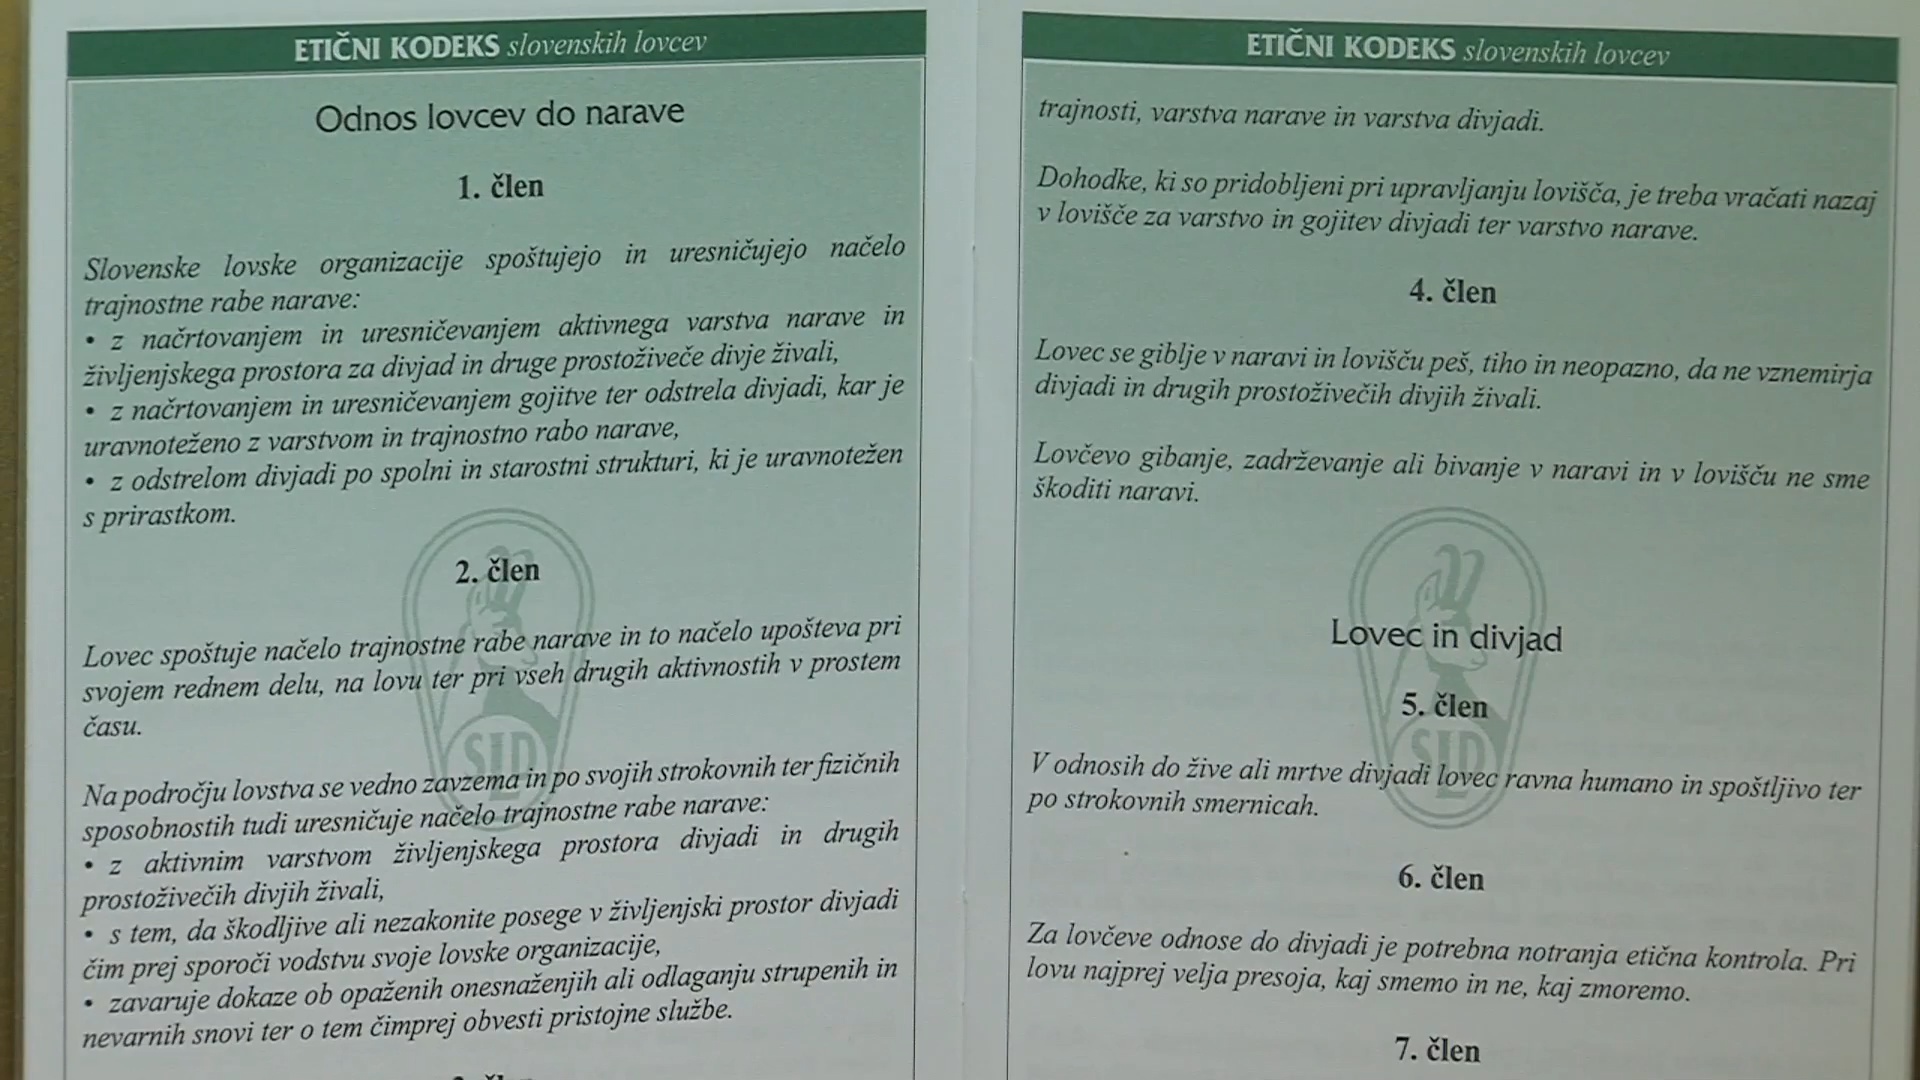 ETIČNI KODEKS slovenskih lovcev
Odnos lovcev do narave
1. člen
Slovenske lovske organizacije spoštujejo in uresničujejo načelo
trajnostne rabe narave:
• z načrtovanjem in uresničevanjem aktivnega varstva narave in
življenjskega prostora za divjad in druge prostoživeče divje živali,
• z načrtovanjem in uresničevanjem gojitve ter odstrela divjadi, kar je
uravnoteženo z varstvom in trajnostno rabo narave,
• z odstrelom divjadi po spolni in starostni strukturi, ki je uravnotežen
s prirastkom.
2. člen
Lovec spoštuje načelo trajnostne rabe narave in to načelo upošteva pri
svojem rednem delu, na lovu ter pri vseh drugih aktivnostih v prostem
času.
Na področju lovstva se vedno zavzema in po svojih strokovnih ter fizičnih
sposobnostih tudi uresničuje načelo trajnostne rabe narave:
• z aktivnim varstvom življenjskega prostora divjadi in drugih
prostoživečih divjih živali,
• s tem, da škodljive ali nezakonite posege v življenjski prostor divjadi
čim prej sporoči vodstvu svoje lovske organizacije,
• zavaruje dokaze ob opaženih onesnaženjih ali odlaganju strupenih in
nevarnih snovi ter o tem čimprej obvesti pristojne službe.
SLD
ETIČNI KODEKS slovenskih lovcev
trajnosti, varstva narave in varstva divjadi.
Dohodke, ki so pridobljeni pri upravljanju lovišča, je treba vračati nazaj
v lovišče za varstvo in gojitev divjadi ter varstvo narave.
4. člen
Lovec se giblje v naravi in lovišču peš, tiho in neopazno, da ne vznemirja
divjadi in drugih prostoživečih divjih živali.
Lovčevo gibanje, zadrževanje ali bivanje v naravi in v lovišču ne sme
škoditi naravi.
Lovec in divjad
5. člen
V odnosih do žive ali mrtve divjadi lovec ravna humano in spoštljivo ter
po strokovnih smernicah.
6. člen
Za lovčeve odnose do divjadi je potrebna notranja etična kontrola. Pri
lovu najprej velja presoja, kaj smemo in ne, kaj zmoremo.
7. člen
SLD